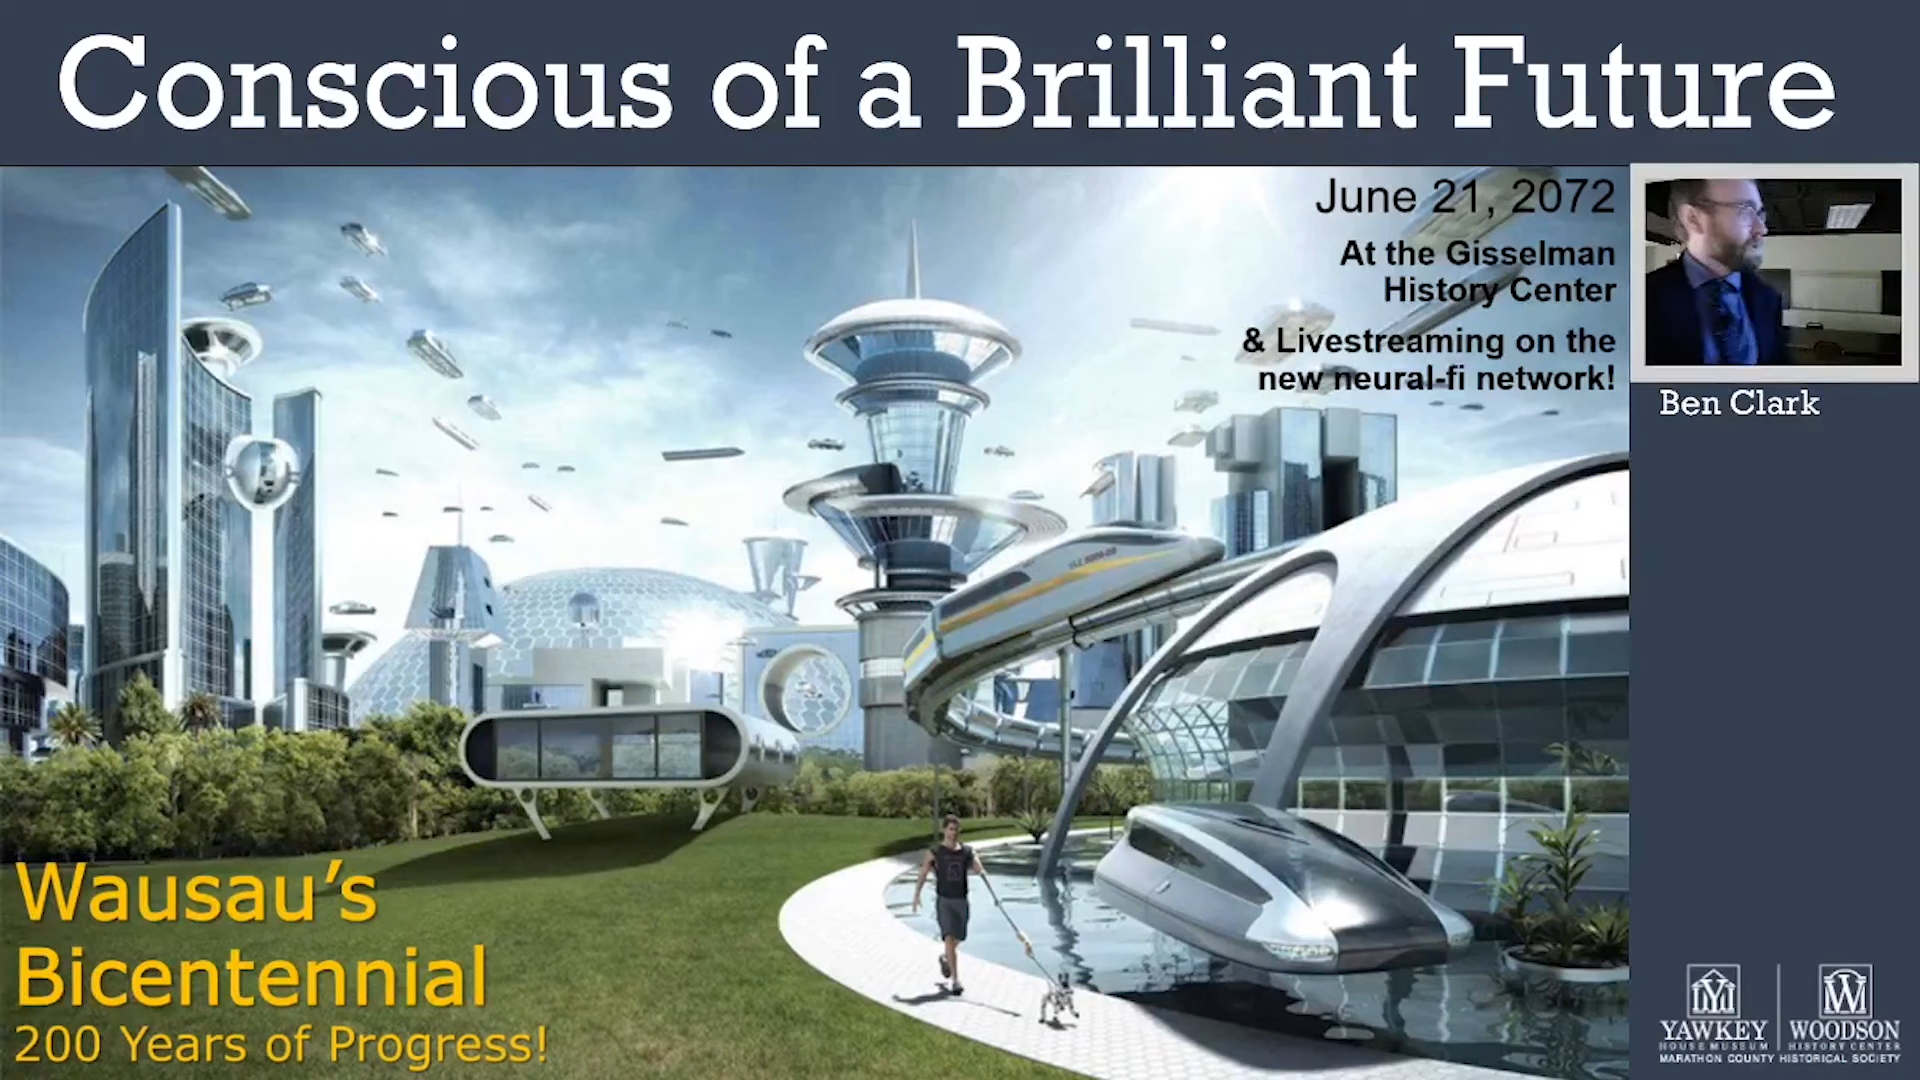 Conscious of a Brilliant Future
June 21, 2072
At the Gisselman
History Center
& Livestreaming on the
new neural-fi network!
Ben Clark
Wausau's
Bicentennial
200 Years of Progress!
YAWKEY
HOUSE MUSEUM
WOODSON
HISTORY CENTER
MARATHON COUNTY HISTORICAL SOCIETY